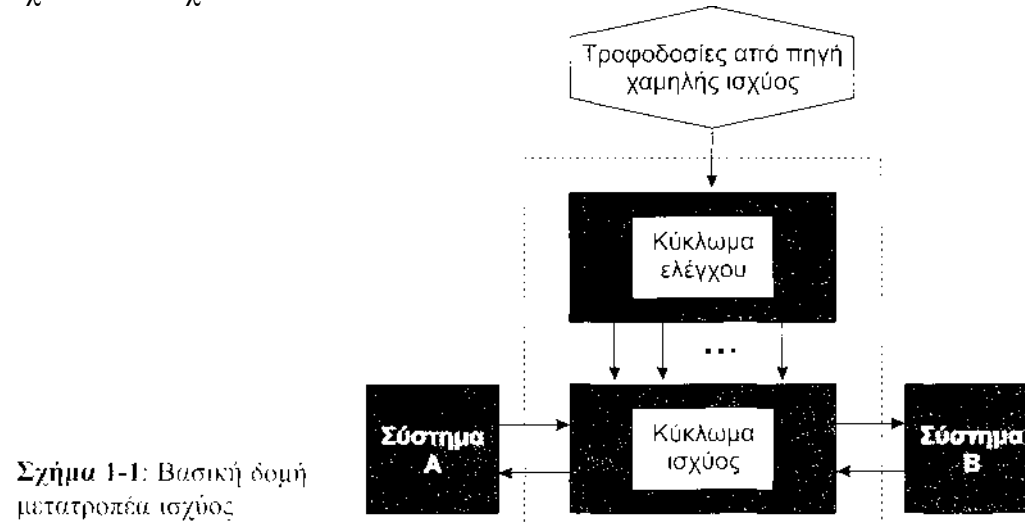 Τροφοδοσίες από πηγή
χαμηλής ισχύος
Κύκλωμα
ελέγχου
...
Σύστημα
Α
Κύκλωμα
ισχύος
Σύστημα
Β
Σχήμα 1-1: Βασική δομή
μετατροπέα ισχύος